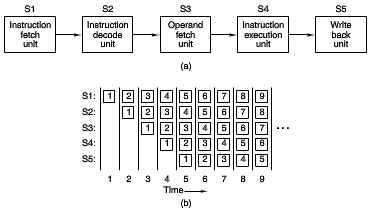 S1 S2 S3 S4 S5
Instruction fetch unit
Instruction decode unit
Operand fetch unit
Instruction execution unit
Write back unit
(a)
S1: 1 2 3 4 5 6 7 8 9
S2: 1 2 3 4 5 6 7 8
S3: 1 2 3 4 5 6 7 ...
S4: 1 2 3 4 5 6
S5: 1 2 3 4 5
1 2 3 4 5 6 7 8 9
Time
(b)